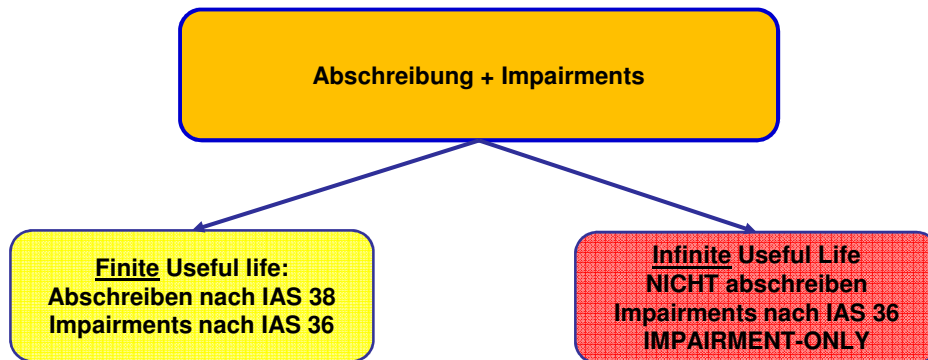 Abschreibung + Impairments
Finite Useful life:
Abschreiben nach IAS 38
Impairments nach IAS 36
Infinite Useful Life
NICHT abschreiben
Impairments nach IAS 36
IMPAIRMENT-ONLY